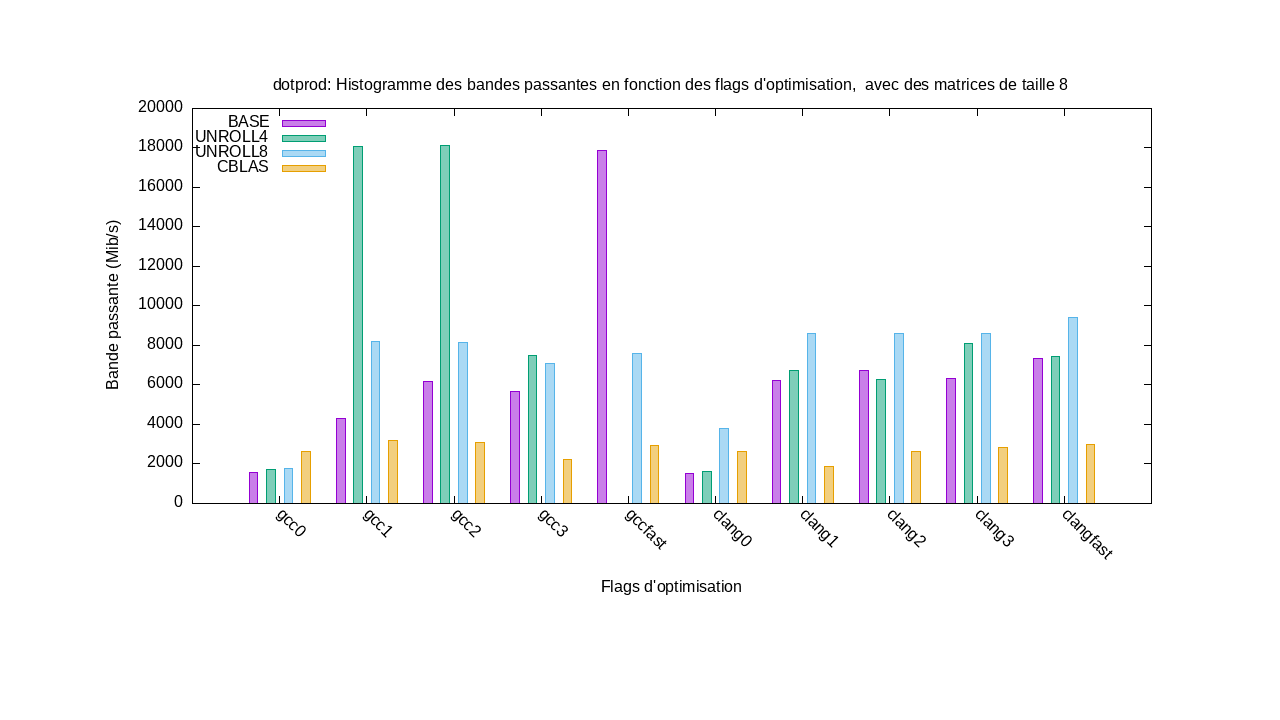 dotprod: Histogramme des bandes passantes en fonction des flags d'optimisation,  avec des matrices de taille 8
20000
18000
16000
14000
12000
10000
8000
6000
4000
2000
0
Bande passante (Mib/s)
BASE
UNROLL4
UNROLL8
CBLAS
gcc0
gcc1
gcc2
gcc3
gccfast
clang0
clang1
clang2
clang3
clangfast
Flags d'optimisation